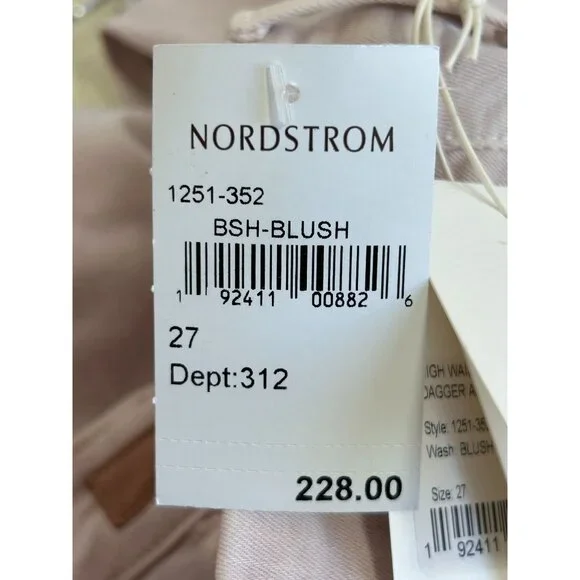 NORDSTROM
1251-352
BSH-BLUSH
1 92411 00882 6
27
Dept:312
228.00
DAGGER
Style: 1251-35
Wash: BLUSH
Size: 27
1 92411